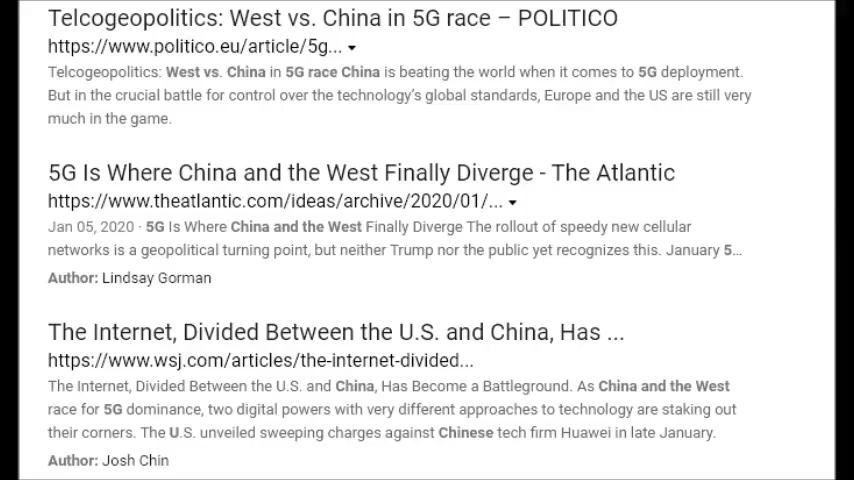 Telcogeopolitics: West vs. China in 5G race – POLITICO
https://www.politico.eu/article/5g...
Telcogeopolitics: West vs. China in 5G race China is beating the world when it comes to 5G deployment.
But in the crucial battle for control over the technology's global standards, Europe and the US are still very
much in the game.
5G Is Where China and the West Finally Diverge - The Atlantic
https://www.theatlantic.com/ideas/archive/2020/01/...
Jan 05, 2020 · 5G Is Where China and the West Finally Diverge The rollout of speedy new cellular
networks is a geopolitical turning point, but neither Trump nor the public yet recognizes this. January 5...
Author: Lindsay Gorman
The Internet, Divided Between the U.S. and China, Has ...
https://www.wsj.com/articles/the-internet-divided...
The Internet, Divided Between the U.S. and China, Has Become a Battleground. As China and the West
race for 5G dominance, two digital powers with very different approaches to technology are staking out
their corners. The U.S. unveiled sweeping charges against Chinese tech firm Huawei in late January.
Author: Josh Chin